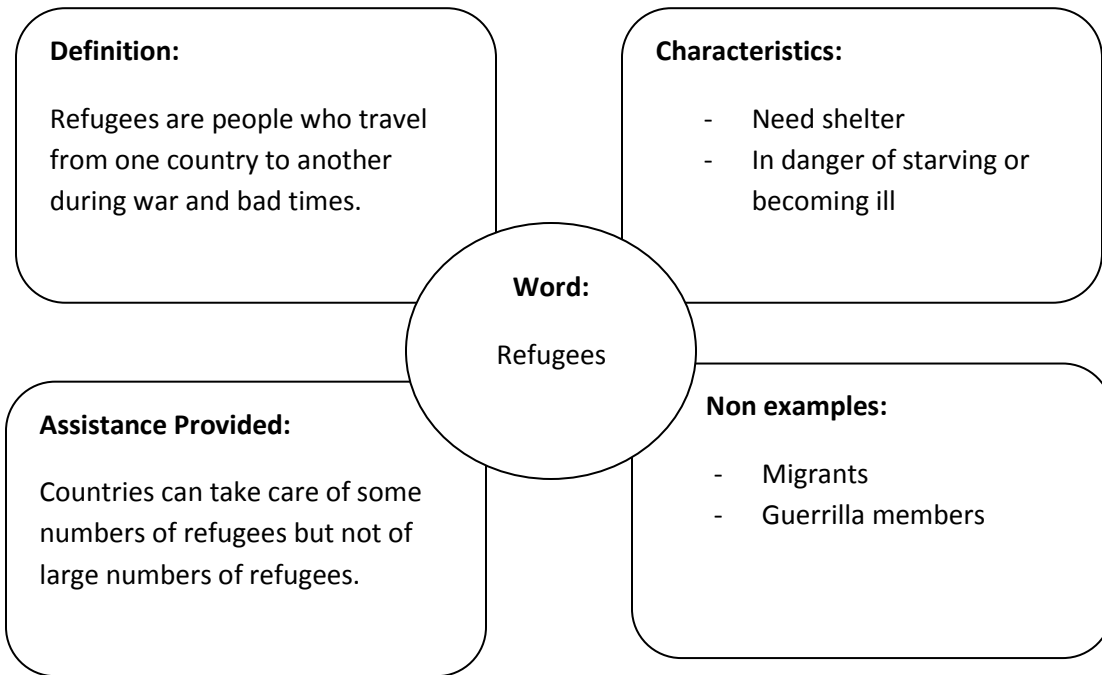 Definition:
Refugees are people who travel
from one country to another
during war and bad times.
Characteristics:
- Need shelter
- In danger of starving or
becoming ill
Word:
Refugees
Assistance Provided:
Countries can take care of some
numbers of refugees but not of
large numbers of refugees.
Non examples:
- Migrants
- Guerrilla members